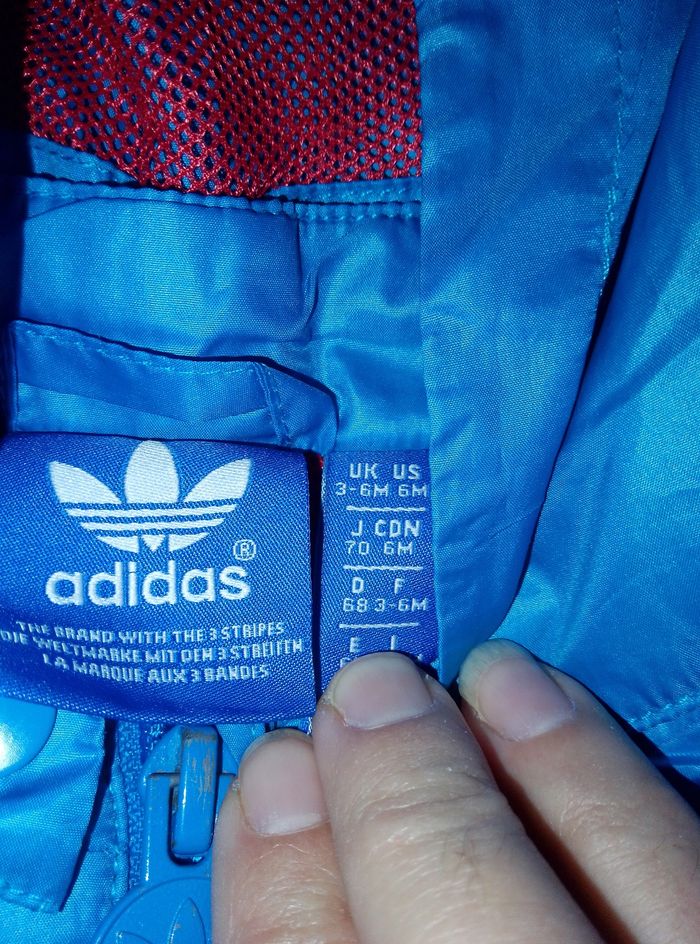 adidas ®
THE BRAND WITH THE 3 STRIPES
DIE WELTMARKE MIT DEN 3 STREIFEN
LA MARQUE AUX 3 BANDES
UK US
3-6M 6M
J CDN
70 6M
D F
68 3-6M
E I